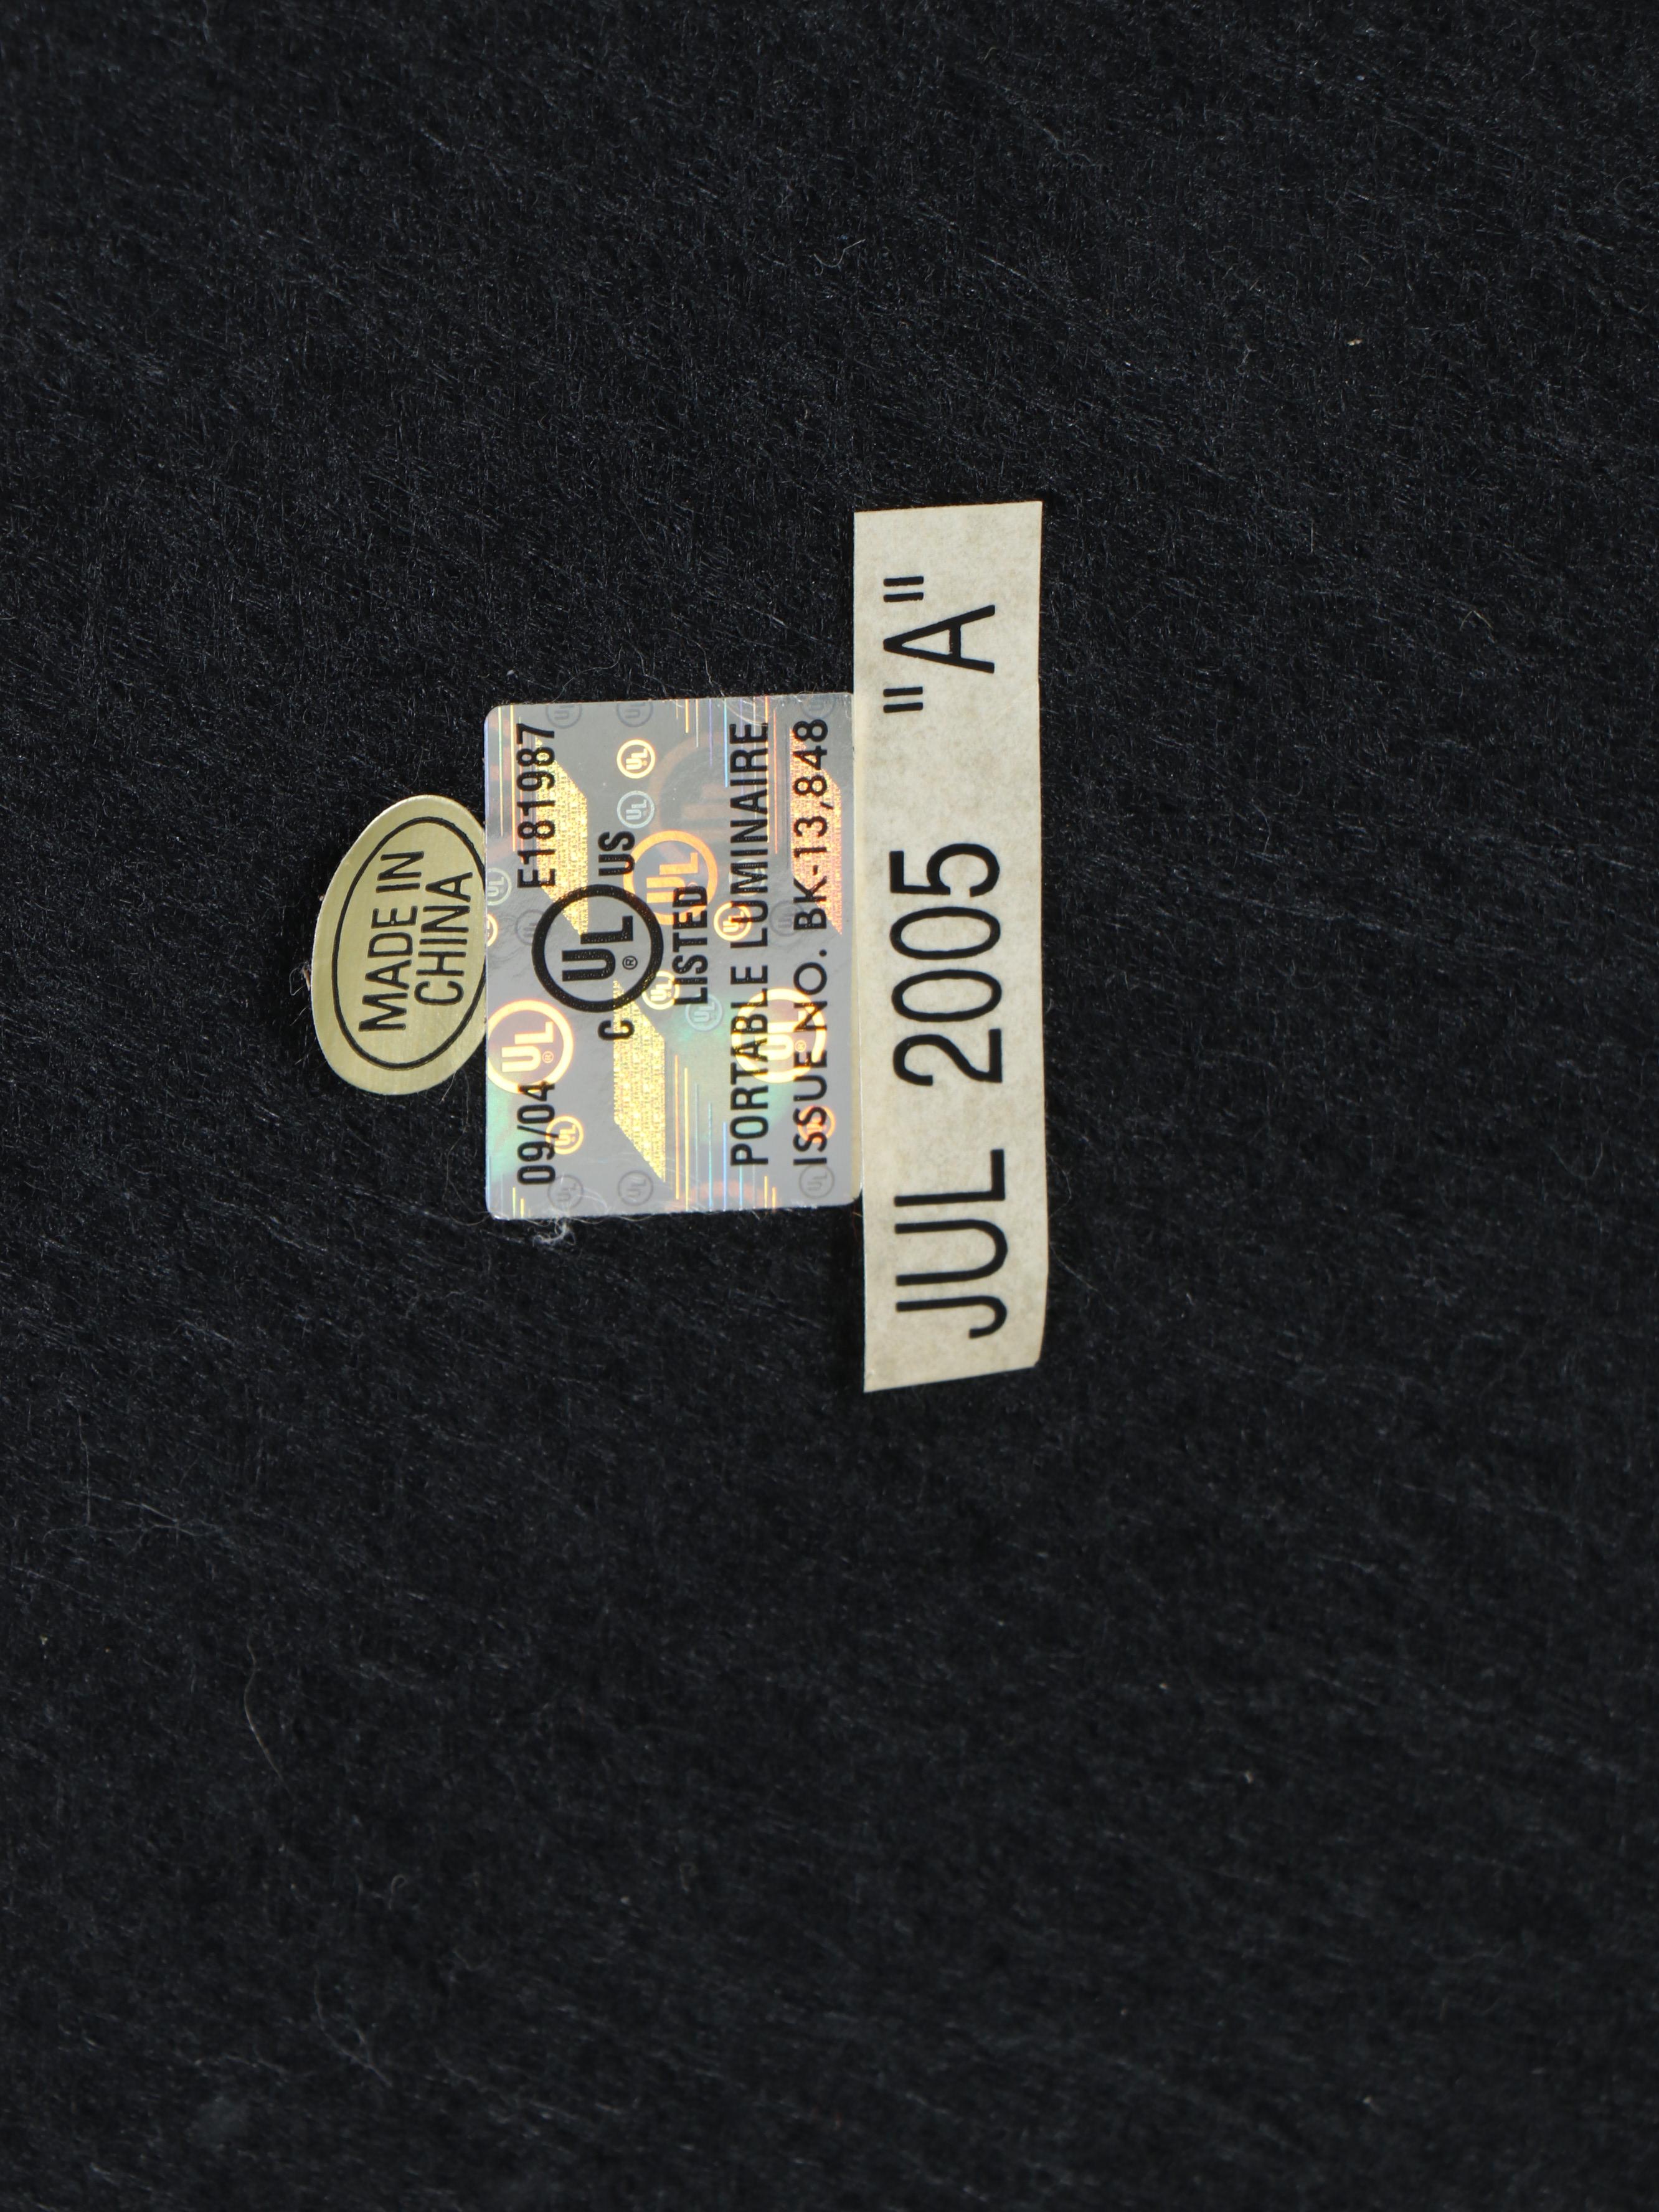 MADE IN
CHINA
09/04 E181987
C UL® US
LISTED
PORTABLE LUMINAIRE
ISSUE NO. BK-13,848
JUL 2005 "A"